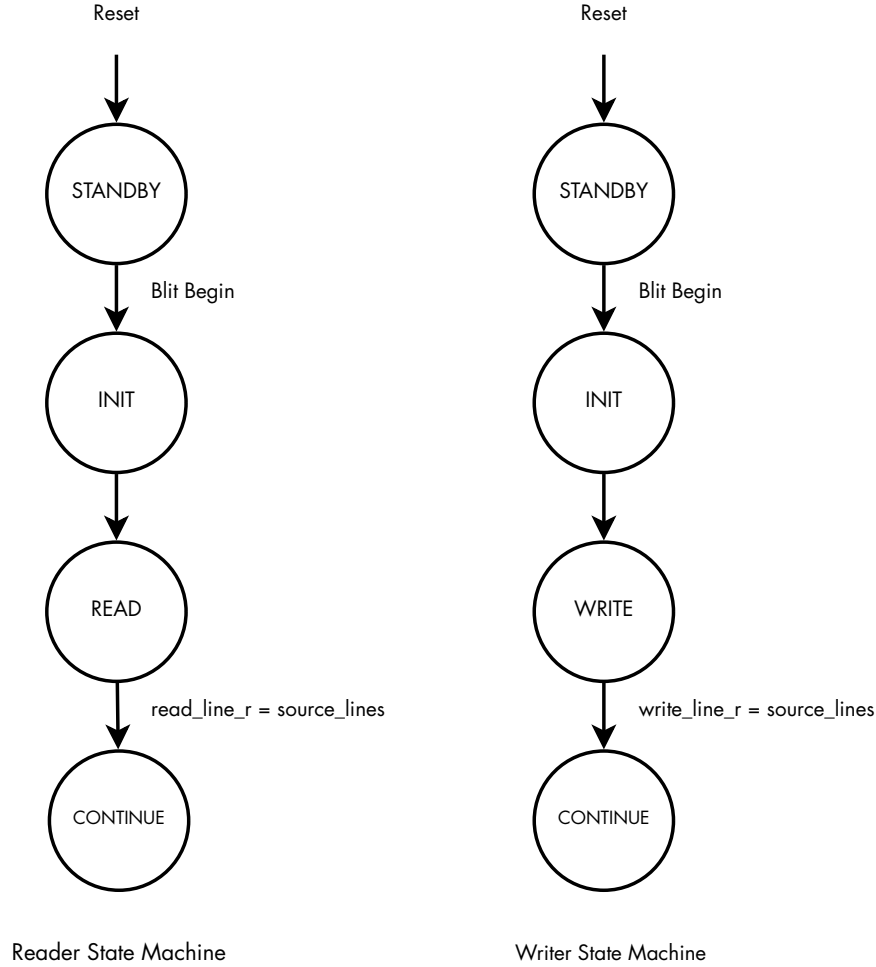 Reset
STANDBY
Blit Begin
INIT
READ
read_line_r = source_lines
CONTINUE
Reader State Machine
Reset
STANDBY
Blit Begin
INIT
WRITE
write_line_r = source_lines
CONTINUE
Writer State Machine